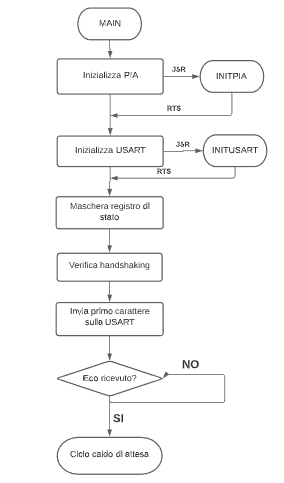 MAIN
Inizializza PIA
JSR
INITPIA
RTS
Inizializza USART
JSR
INITUSART
RTS
Maschera registro di
stato
Verifica handshaking
Invia primo carattere
sulla USART
Eco ricevuto?
NO
SI
Ciclo caldo di attesa